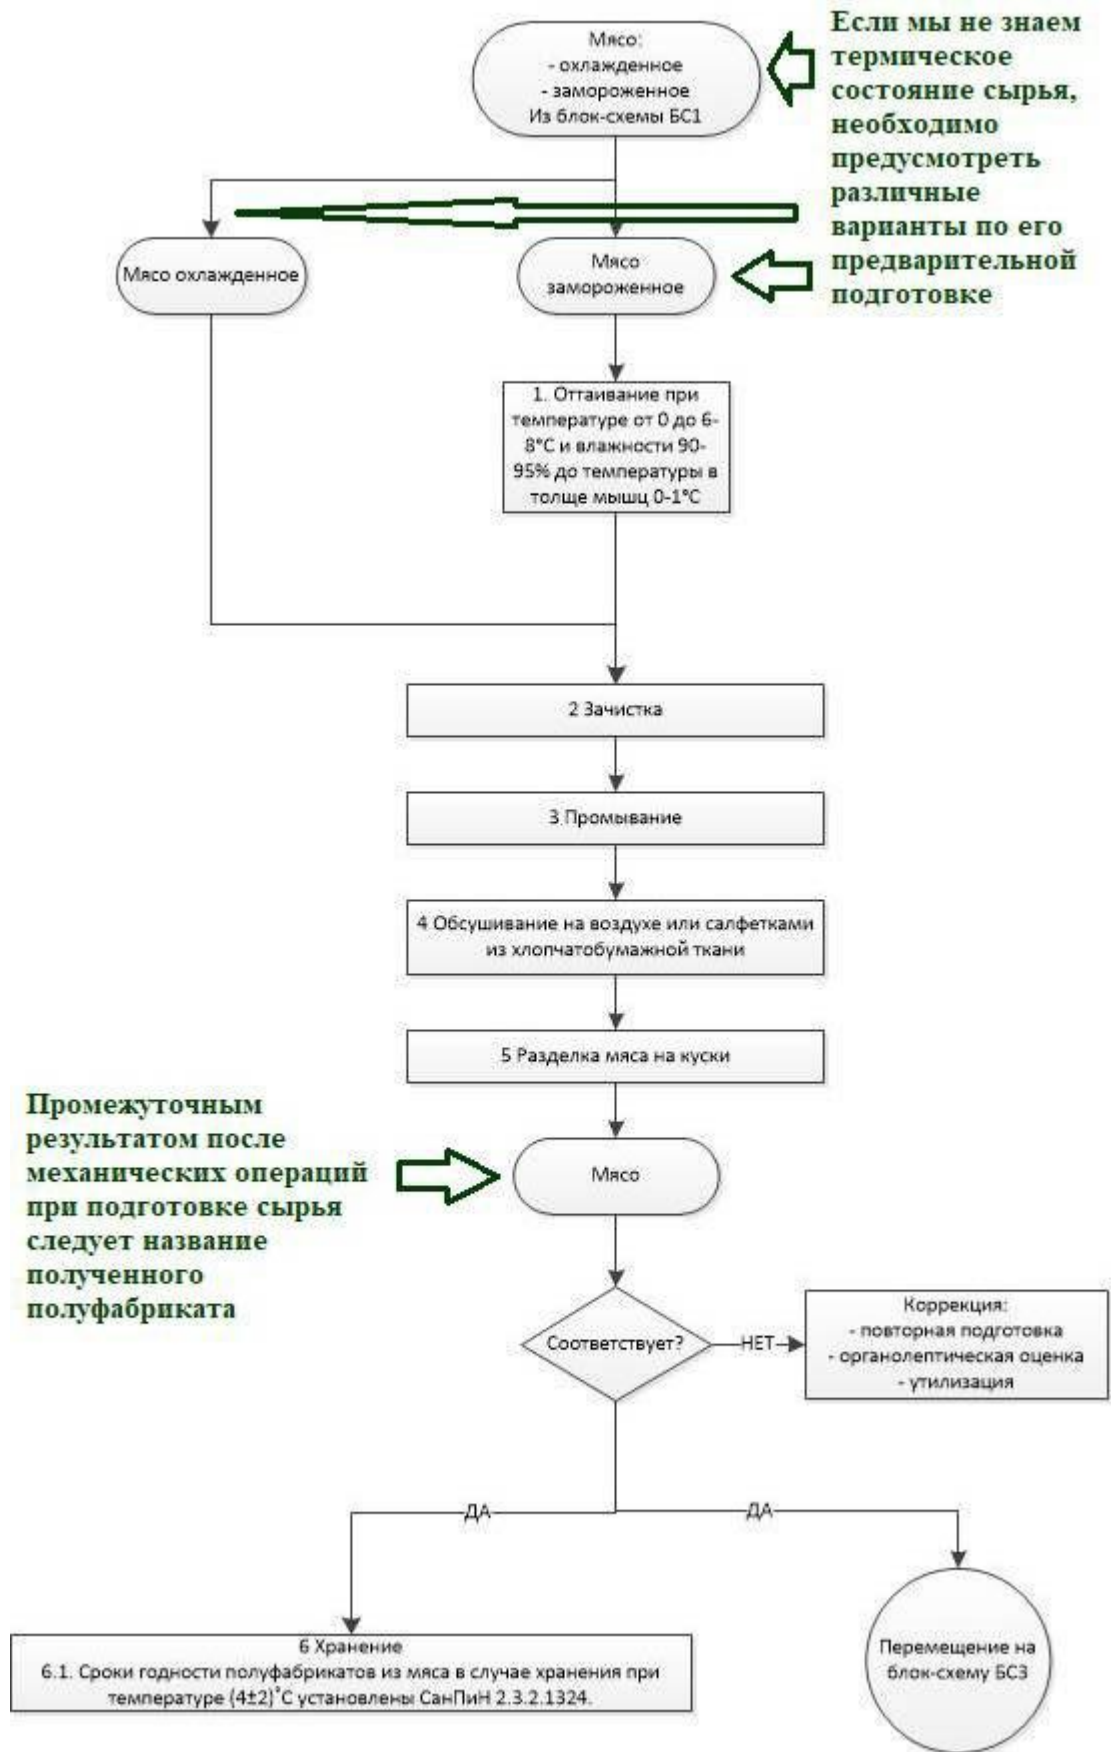 Мясо:
- охлажденное
- замороженное
Из блок-схемы БС1
Если мы не знаем
термическое
состояние сырья,
необходимо
предусмотреть
различные
варианты по его
предварительной
подготовке
Мясо охлажденное
Мясо
замороженное
1. Оттаивание при
температуре от 0 до 6-
8°С и влажности 90-
95% до температуры в
толще мышц 0-1°С
2 Зачистка
3 Промывание
4 Обсушивание на воздухе или салфетками
из хлопчатобумажной ткани
5 Разделка мяса на куски
Промежуточным
результатом после
механических операций
при подготовке сырья
следует название
полученного
полуфабриката
Мясо
Соответствует?
НЕТ
Коррекция:
- повторная подготовка
- органолептическая оценка
- утилизация
ДА
ДА
6 Хранение
6.1. Сроки годности полуфабрикатов из мяса в случае хранения при
температуре (4±2)°С установлены СанПиН 2.3.2.1324.
Перемещение на
блок-схему БС3